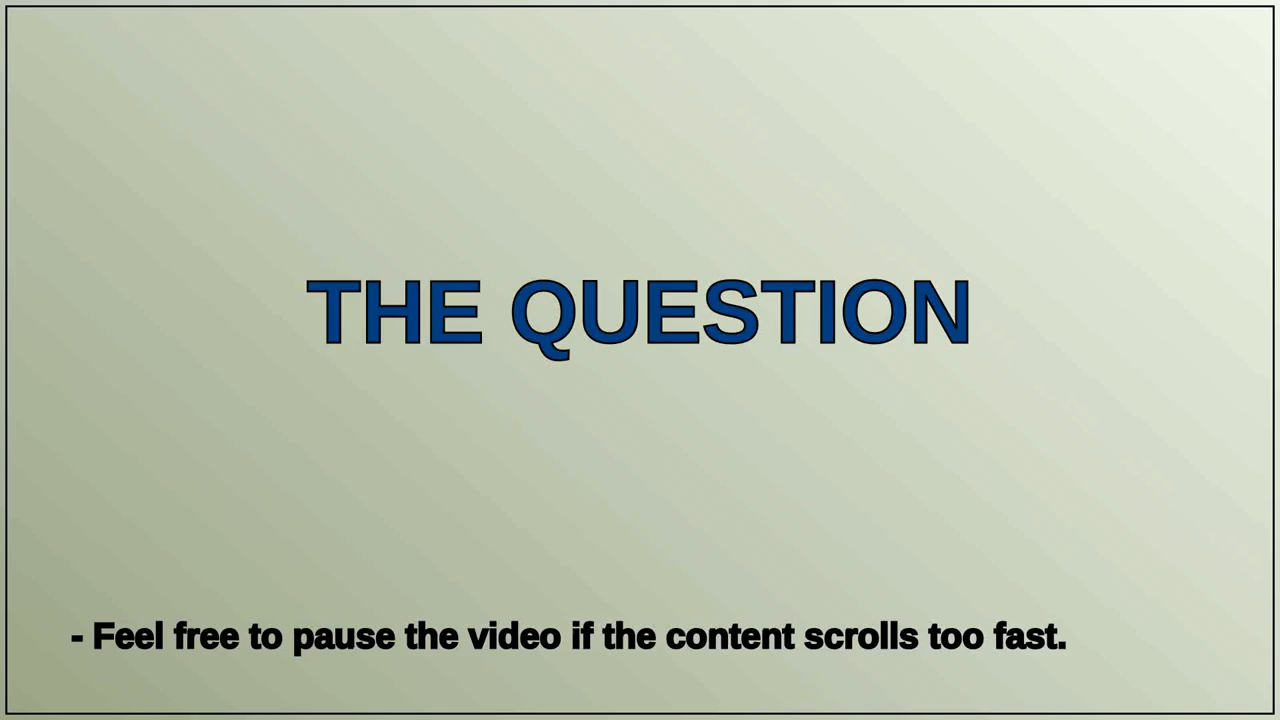 THE QUESTION
- Feel free to pause the video if the content scrolls too fast.